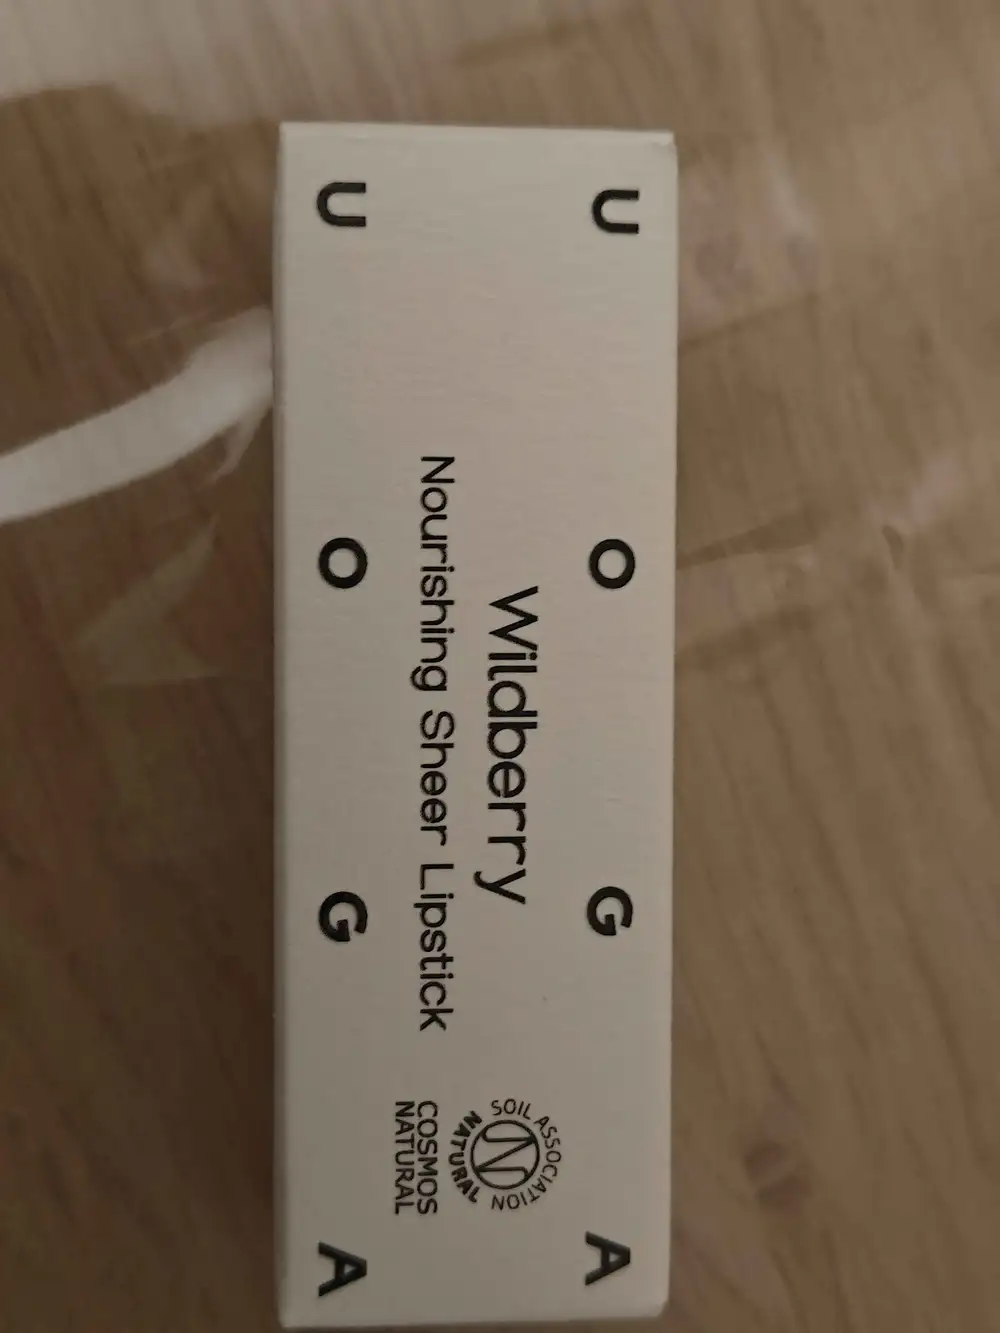 U O G A
Wildberry
Nourishing Sheer Lipstick
SOIL ASSOCIATION
NATURAL
COSMOS
NATURAL
U O G A